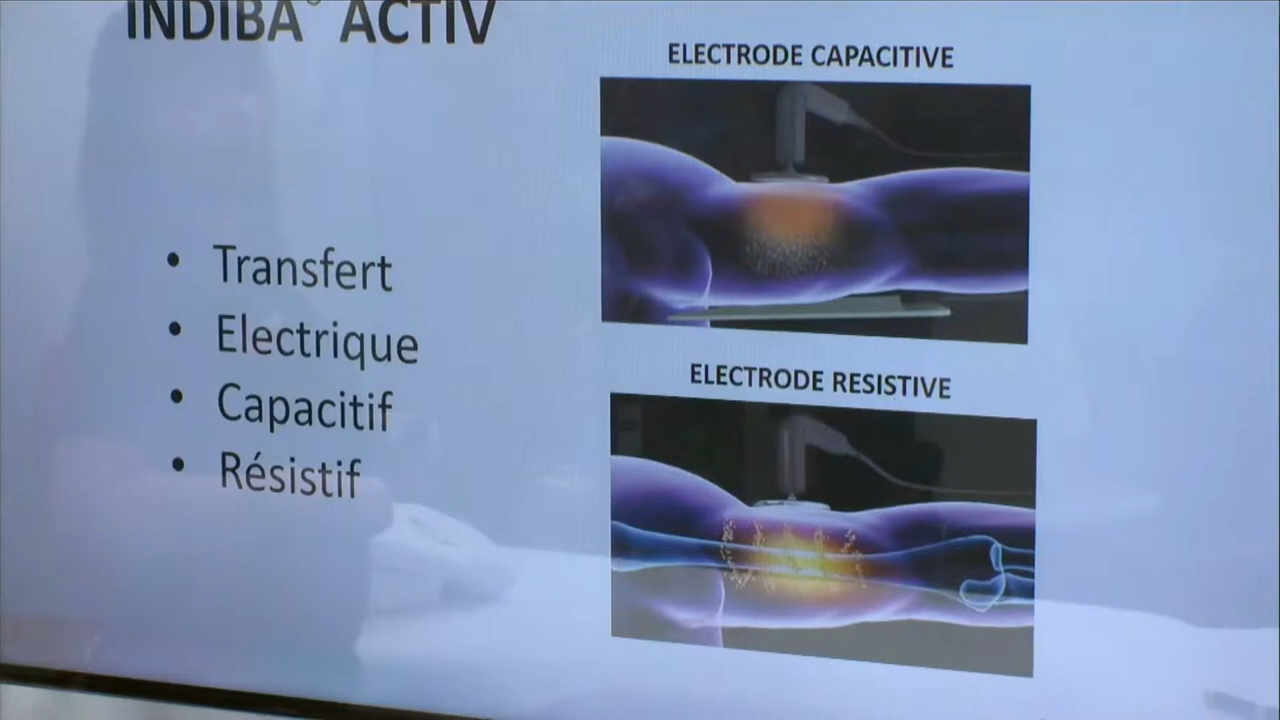 INDIBA® ACTIV
• Transfert
• Electrique
• Capacitif
• Résistif
ELECTRODE CAPACITIVE
ELECTRODE RESISTIVE